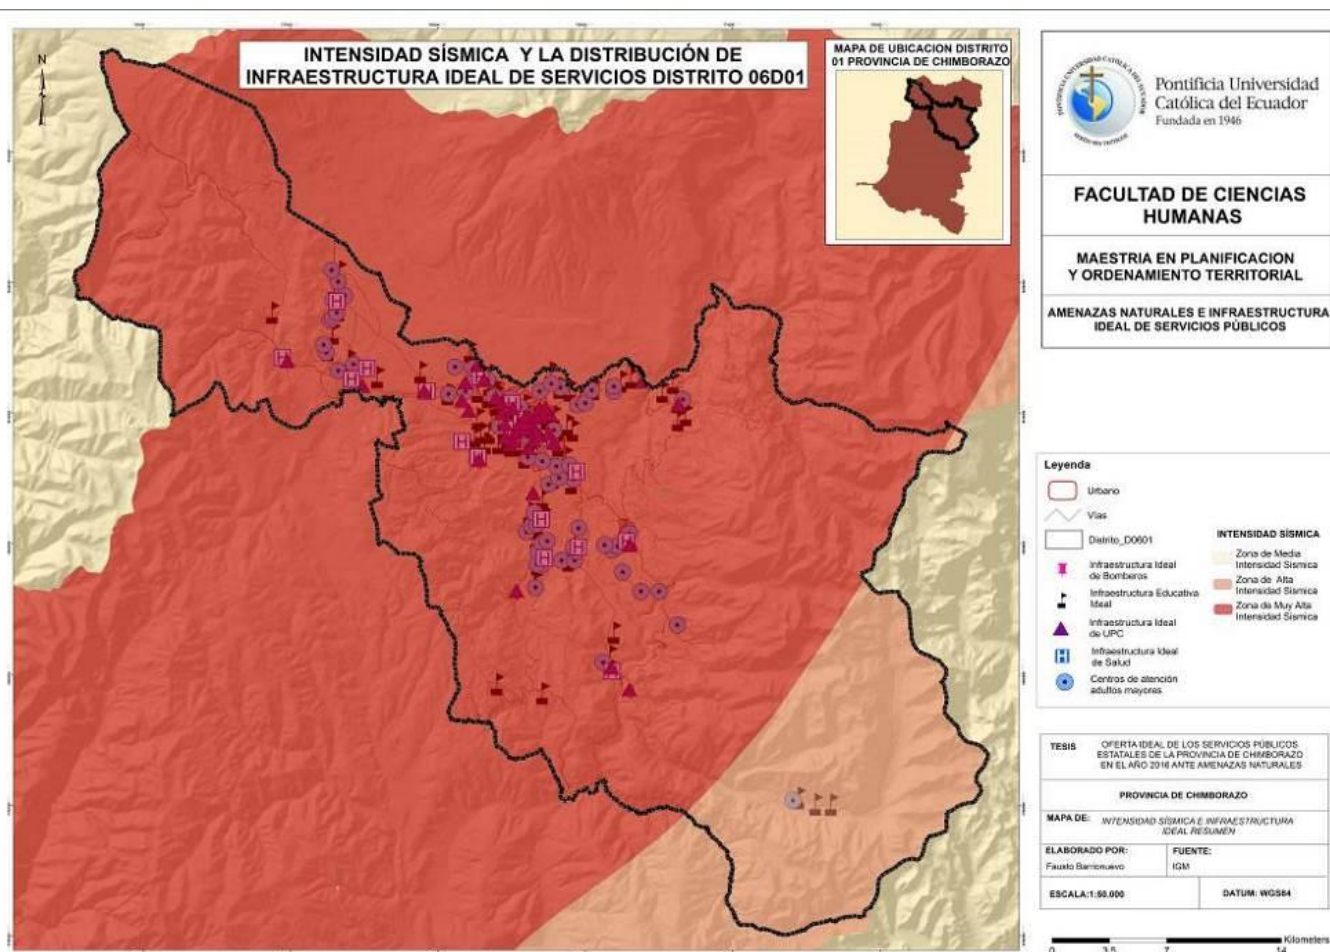 INTENSIDAD SÍSMICA Y LA DISTRIBUCIÓN DE
INFRAESTRUCTURA IDEAL DE SERVICIOS DISTRITO 06D01
MAPA DE UBICACION DISTRITO
01 PROVINCIA DE CHIMBORAZO
N
Pontificia Universidad
Católica del Ecuador
Fundada en 1946
FACULTAD DE CIENCIAS
HUMANAS
MAESTRIA EN PLANIFICACION
Y ORDENAMIENTO TERRITORIAL
AMENAZAS NATURALES E INFRAESTRUCTURA
IDEAL DE SERVICIOS PÚBLICOS
Leyenda
Urbano
Vías
Distrito_D0601
Infraestructura Ideal
de Bomberos
Infraestructura Educativa
Ideal
Infraestructura Ideal
de UPC
Infraestructura Ideal
de Salud
Centros de atención
adultos mayores
INTENSIDAD SÍSMICA
Zona de Media
Intensidad Sísmica
Zona de Alta
Intensidad Sísmica
Zona de Muy Alta
Intensidad Sísmica
TESIS
OFERTA IDEAL DE LOS SERVICIOS PÚBLICOS
ESTATALES DE LA PROVINCIA DE CHIMBORAZO
EN EL AÑO 2016 ANTE AMENAZAS NATURALES
PROVINCIA DE CHIMBORAZO
MAPA DE: INTENSIDAD SÍSMICA E INFRAESTRUCTURA
IDEAL RESUMEN
ELABORADO POR:
Fausto Barrionuevo
FUENTE:
IGM
ESCALA:1:50.000
DATUM: WGS84
0 3,5 7 14 Kilometers